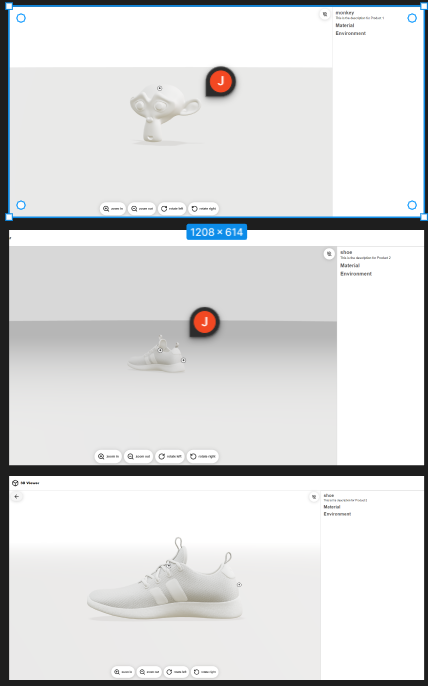 monkey
This is the description for Product 1
Material
Environment
J
zoom in
zoom out
rotate left
rotate right
1208 × 614
shoe
This is the description for Product 2
Material
Environment
J
zoom in
zoom out
rotate left
rotate right
3D Viewer
shoe
This is the description for Product 2
Material
Environment
zoom in
zoom out
rotate left
rotate right